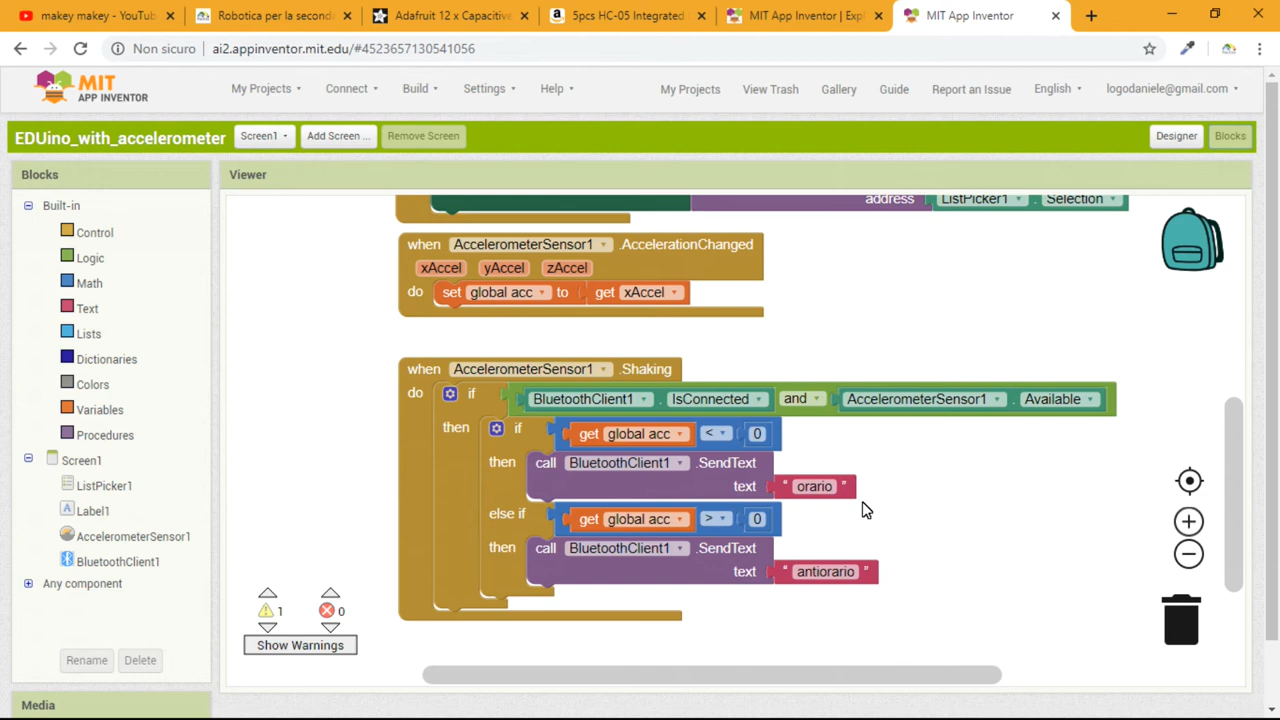 makey makey - YouTu
Robotica per la seconda
Adafruit 12 x Capacitive
5pcs HC-05 Integrated
MIT App Inventor | Expl
MIT App Inventor
Non sicuro
ai2.appinventor.mit.edu/#4523657130541056
MIT
APP INVENTOR
My Projects
Connect
Build
Settings
Help
My Projects
View Trash
Gallery
Guide
Report an Issue
English
logodaniele@gmail.com
EDUino_with_accelerometer
Screen1
Add Screen ...
Remove Screen
Designer
Blocks
Blocks
Built-in
Control
Logic
Math
Text
Lists
Dictionaries
Colors
Variables
Procedures
Screen1
ListPicker1
Label1
AccelerometerSensor1
BluetoothClient1
Any component
Rename
Delete
Media
Viewer
address ListPicker1 . Selection
when AccelerometerSensor1 .AccelerationChanged
xAccel yAccel zAccel
do set global acc to get xAccel
when AccelerometerSensor1 .Shaking
do if BluetoothClient1 . IsConnected and AccelerometerSensor1 . Available
then if get global acc < 0
then call BluetoothClient1 .SendText
text “ orario ”
else if get global acc > 0
then call BluetoothClient1 .SendText
text “ antiorario ”
1
0
Show Warnings